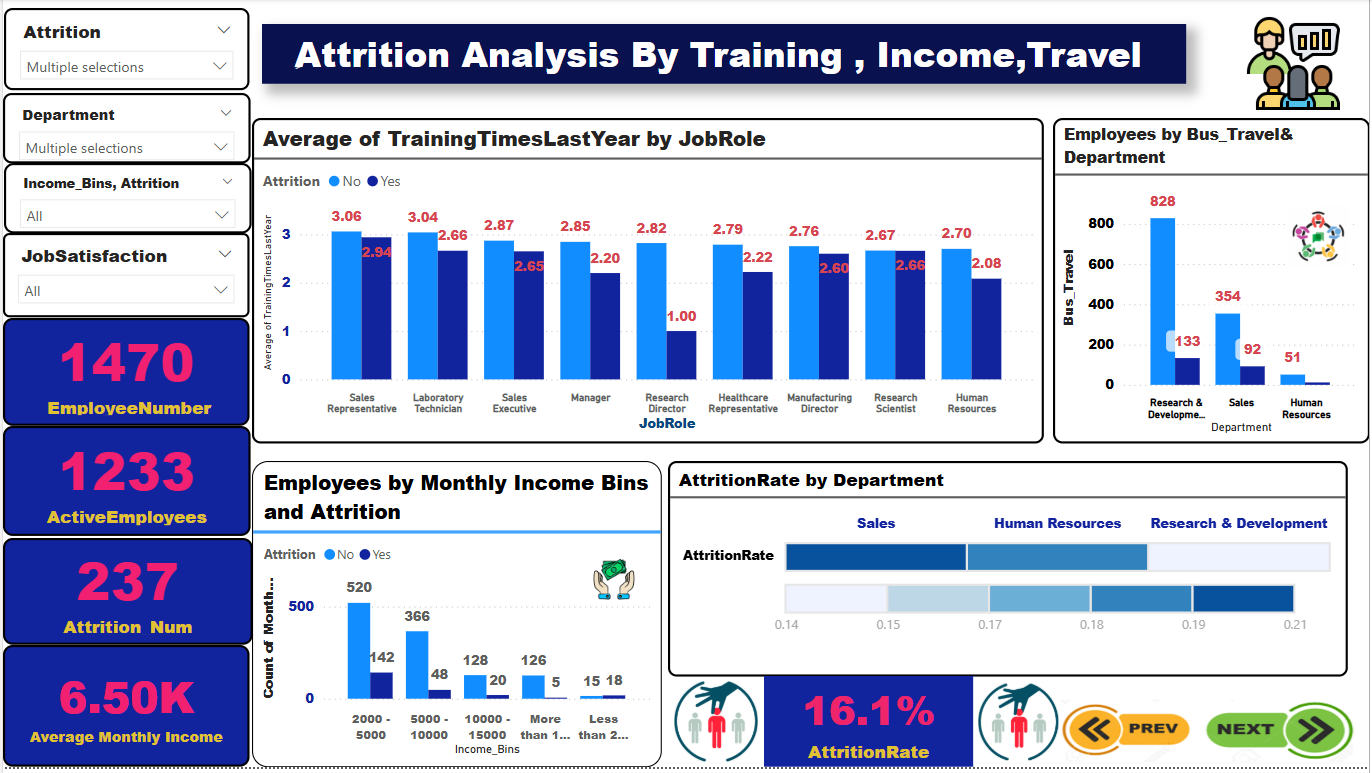 Attrition
Multiple selections
Department
Multiple selections
Income_Bins, Attrition
All
JobSatisfaction
All
1470
EmployeeNumber
1233
ActiveEmployees
237
Attrition Num
6.50K
Average Monthly Income
Attrition Analysis By Training , Income,Travel
Average of TrainingTimesLastYear by JobRole
Attrition No Yes
Average of TrainingTimesLastYear
3
2
1
0
3.06 2.94
3.04 2.66
2.87 2.65
2.85 2.20
2.82 1.00
2.79 2.22
2.76 2.60
2.67 2.66
2.70 2.08
Sales
Representative
Laboratory
Technician
Sales
Executive
Manager
Research
Director
Healthcare
Representative
Manufacturing
Director
Research
Scientist
Human
Resources
JobRole
Employees by Bus_Travel&
Department
Bus_Travel
800
600
400
200
0
828 133
354 92
51
Research &
Developme...
Sales
Human
Resources
Department
Employees by Monthly Income Bins
and Attrition
Attrition No Yes
Count of Month...
500
0
520 142
366 48
128 20
126 5
15 18
2000 -
5000
5000 -
10000
10000 -
15000
More
than 1...
Less
than 2...
Income_Bins
AttritionRate by Department
Sales Human Resources Research & Development
AttritionRate
0.14 0.15 0.17 0.18 0.19 0.21
16.1%
AttritionRate
PREV
NEXT